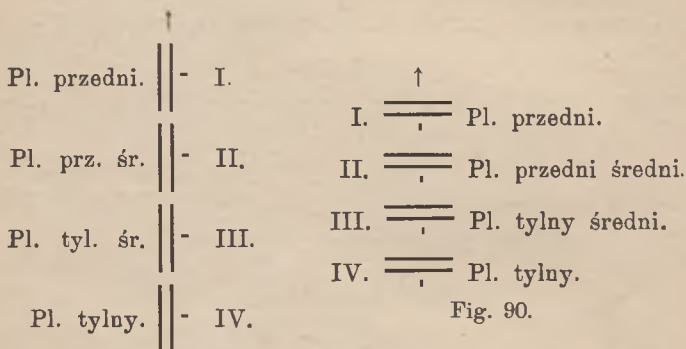 Pl. przedni. I.
Pl. prz. śr. II.
Pl. tyl. śr. III.
Pl. tylny. IV.
I. Pl. przedni.
II. Pl. przedni średni.
III. Pl. tylny średni.
IV. Pl. tylny.
Fig. 90.